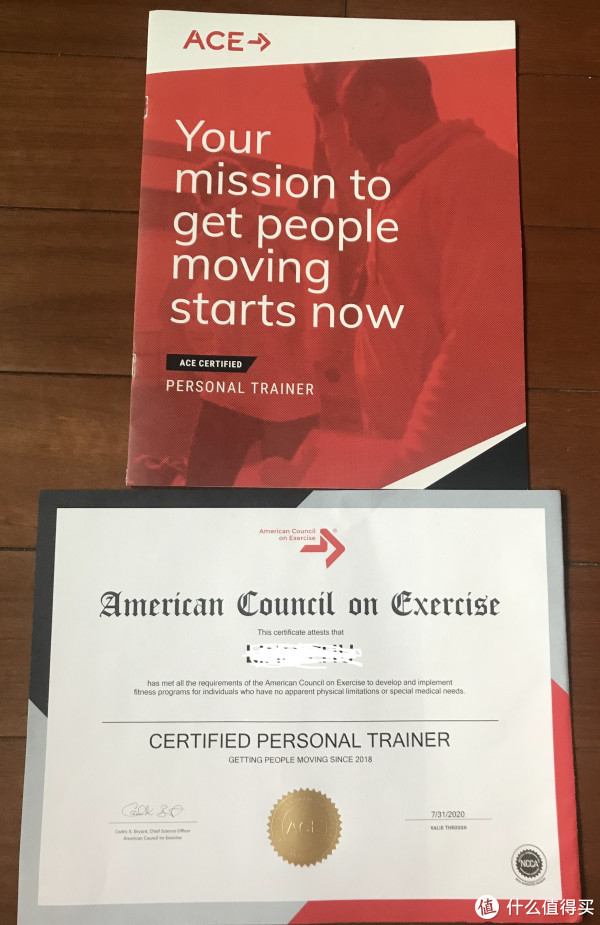 ACE
Your
mission to
get people
moving
starts now
ACE CERTIFIED
PERSONAL TRAINER
American Council
on Exercise
American Council on Exercise
This certificate attests that
has met all the requirements of the American Council on Exercise to develop and implement
fitness programs for individuals who have no apparent physical limitations or special medical needs.
CERTIFIED PERSONAL TRAINER
GETTING PEOPLE MOVING SINCE 2018
Cedric X. Bryant, Chief Science Officer
American Council on Exercise
ACE
7/31/2020
VALID THROUGH
NCCA
值 什么值得买